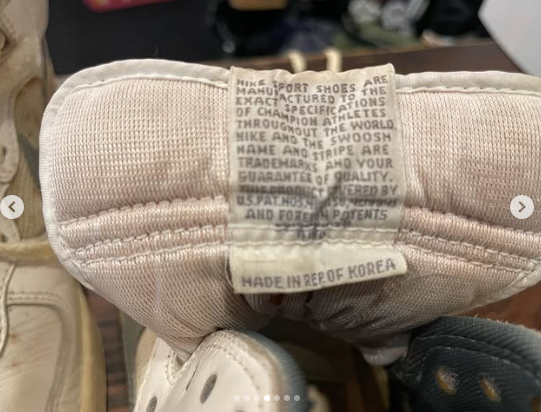 NIKE SPORT SHOES ARE
MANUFACTURED TO THE
EXACT SPECIFICATIONS
OF CHAMPION ATHLETES
THROUGHOUT THE WORLD.
NIKE AND THE SWOOSH
NAME AND STRIPE ARE
TRADEMARKS AND YOUR
GUARANTEE OF QUALITY.
THIS PRODUCT COVERED BY
U.S. PAT. NOS.
AND FOREIGN PATENTS
MADE IN REP. OF KOREA